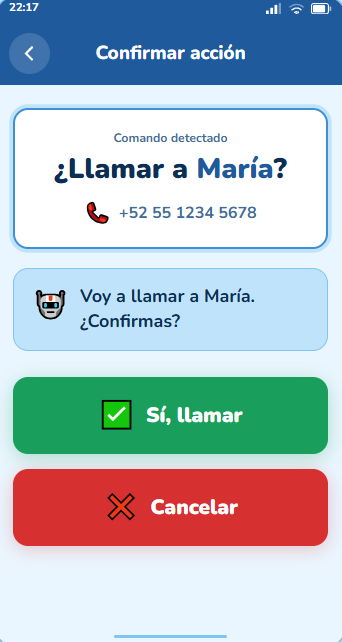 22:17
Confirmar acción
Comando detectado
¿Llamar a María?
+52 55 1234 5678
Voy a llamar a María.
¿Confirmas?
Sí, llamar
Cancelar